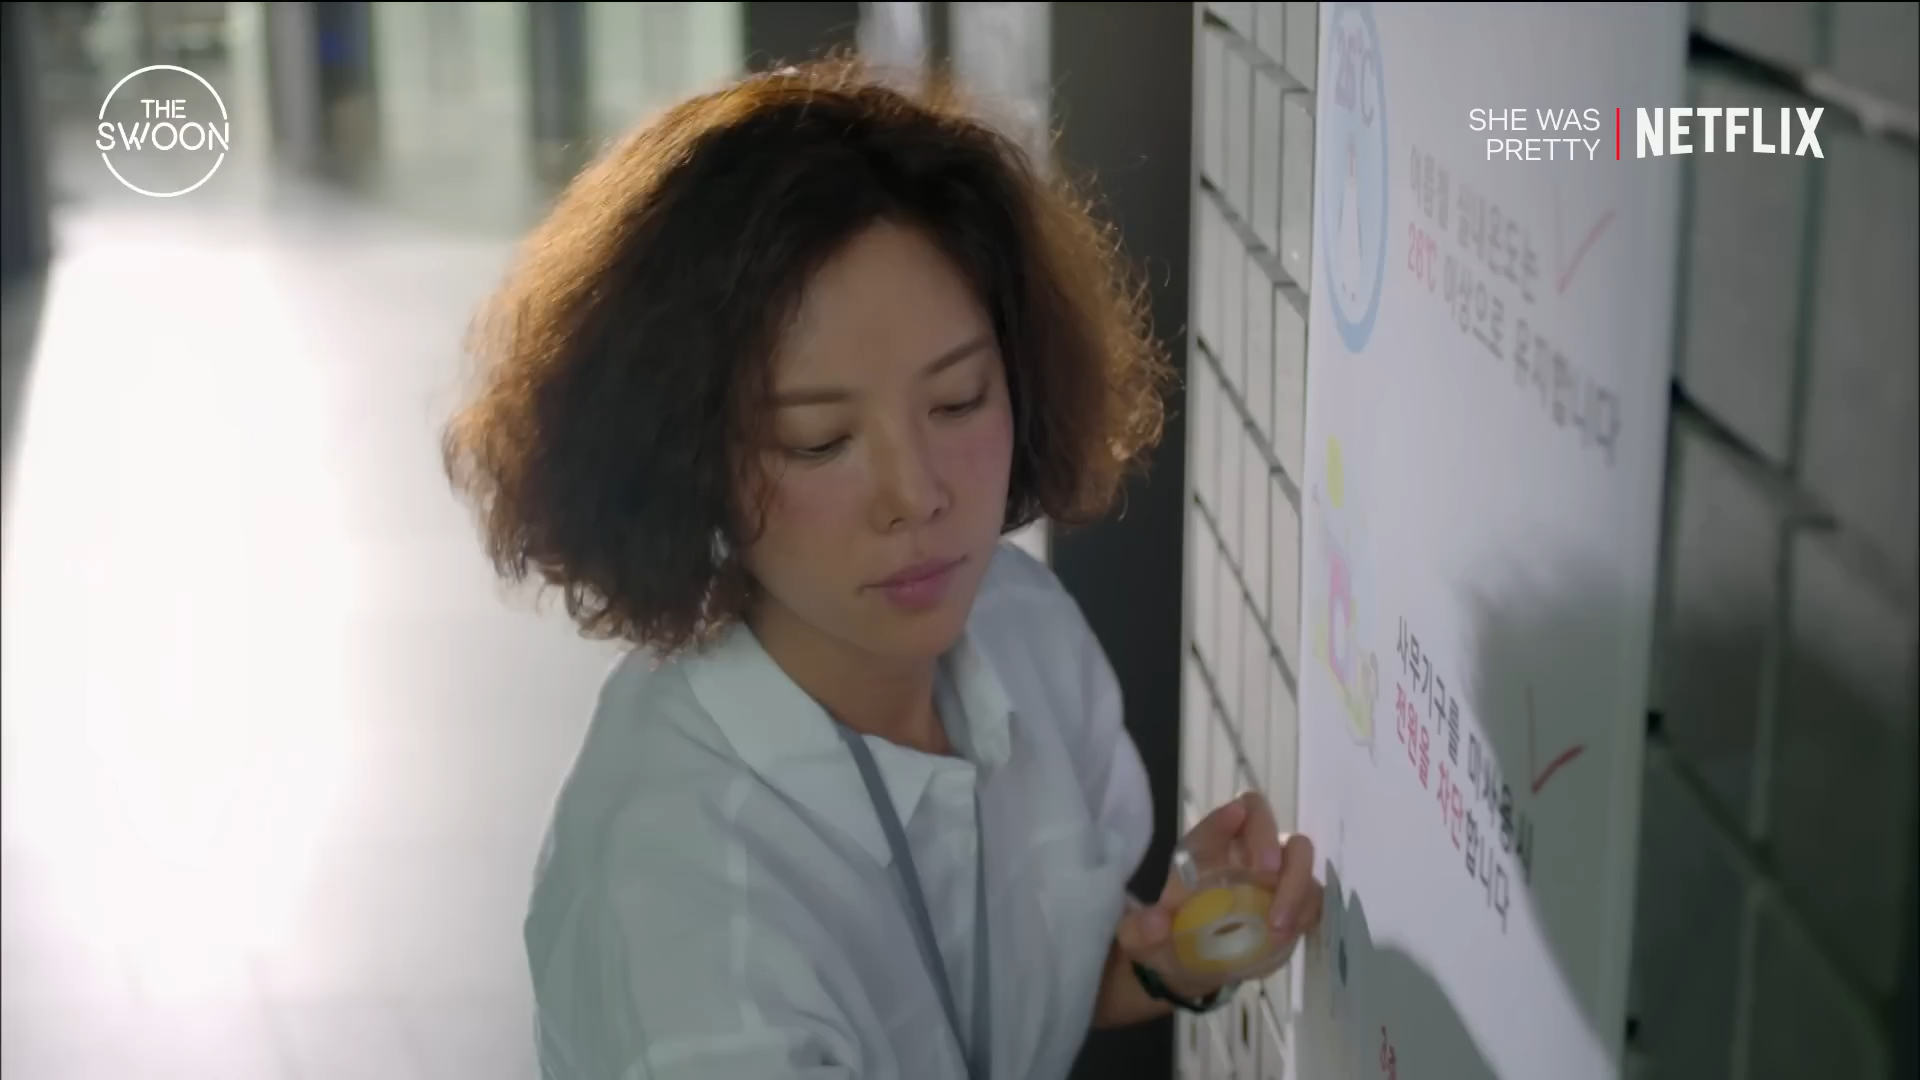 THE
SWOON
SHE WAS
PRETTY
NETFLIX
26°C
여름철 실내온도는
26℃ 이상으로 유지합니다
사무기구를 미사용시
전원을 차단합니다